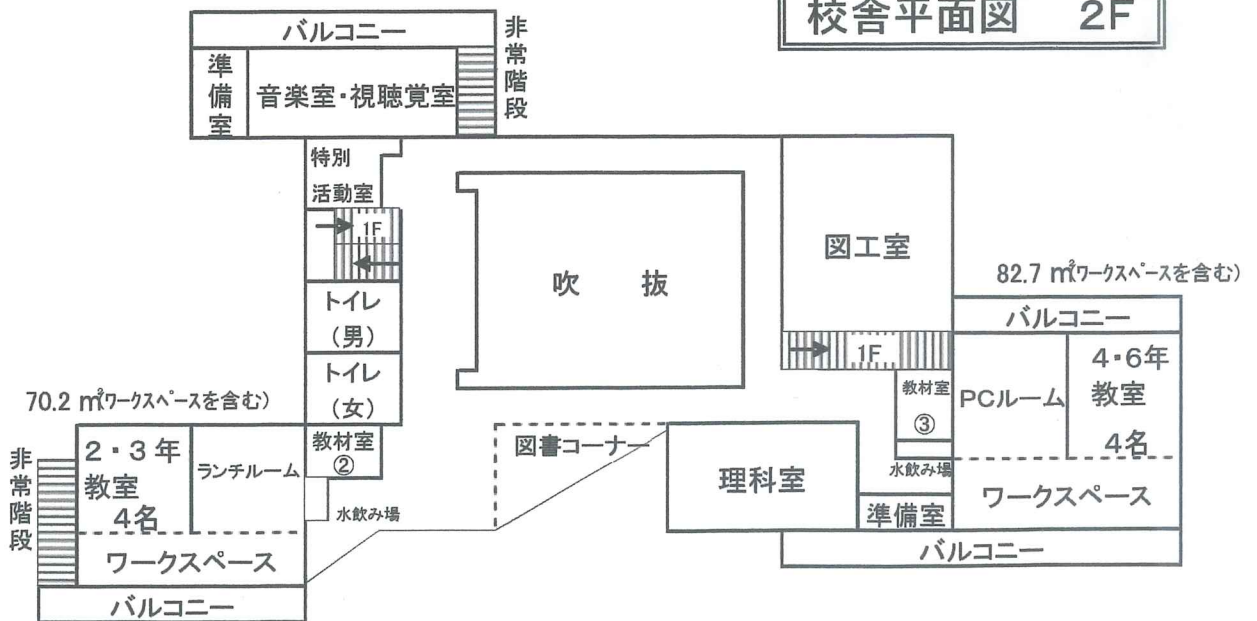 校舎平面図 2F
バルコニー
非常階段
準備室
音楽室・視聴覚室
特別
活動室
1F
トイレ
(男)
トイレ
(女)
吹 抜
図工室
82.7 ㎡ワークスペースを含む)
バルコニー
1F
教材室
③
PCルーム
4・6年
教室
4名
水飲み場
ワークスペース
70.2 ㎡ワークスペースを含む)
非常階段
2・3年
教室
4名
ランチルーム
教材室
②
水飲み場
ワークスペース
バルコニー
図書コーナー
理科室
準備室
バルコニー